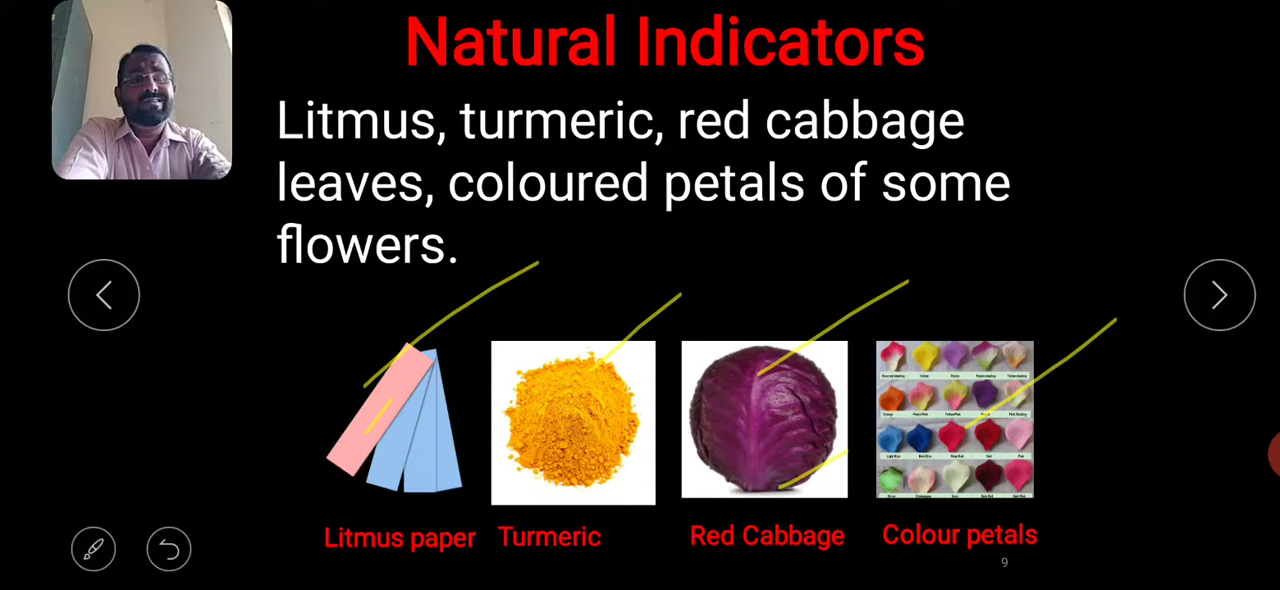 Natural Indicators
Litmus, turmeric, red cabbage
leaves, coloured petals of some
flowers.
Litmus paper
Turmeric
Red Cabbage
Colour petals
9